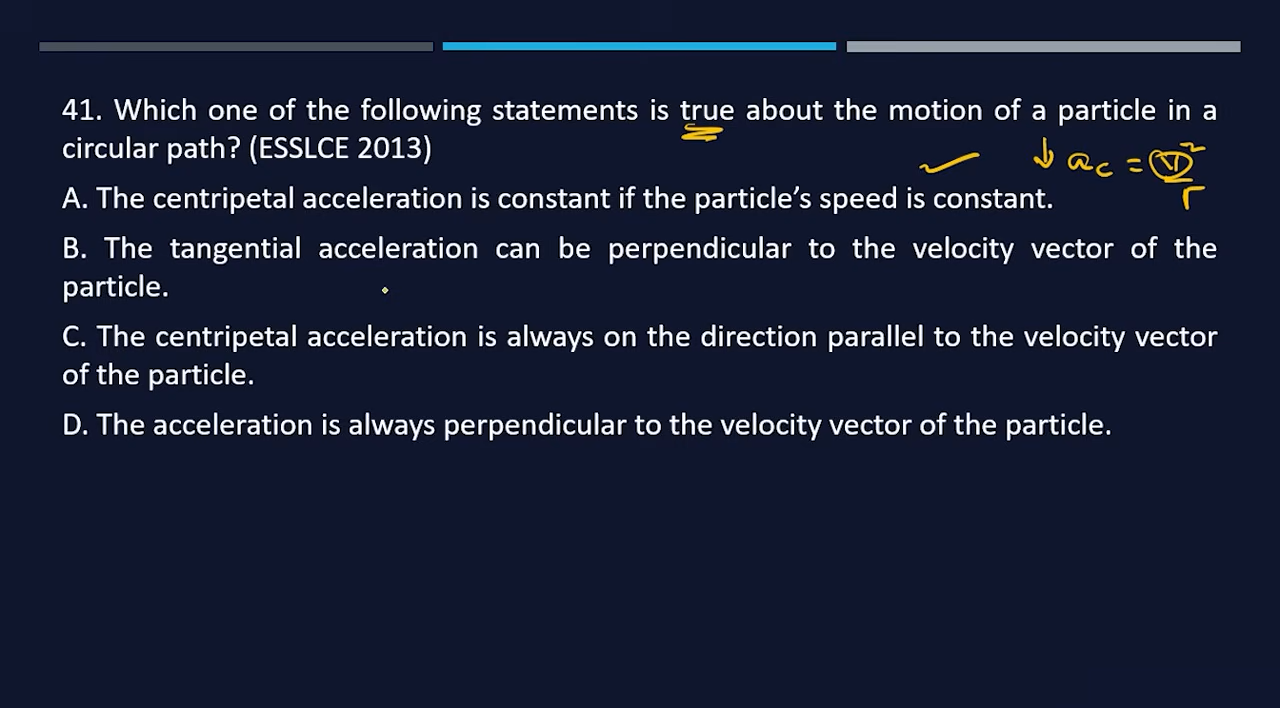 41. Which one of the following statements is true about the motion of a particle in a
circular path? (ESSLCE 2013)
↓ a_c = v²/r
A. The centripetal acceleration is constant if the particle’s speed is constant.
B. The tangential acceleration can be perpendicular to the velocity vector of the
particle.
C. The centripetal acceleration is always on the direction parallel to the velocity vector
of the particle.
D. The acceleration is always perpendicular to the velocity vector of the particle.